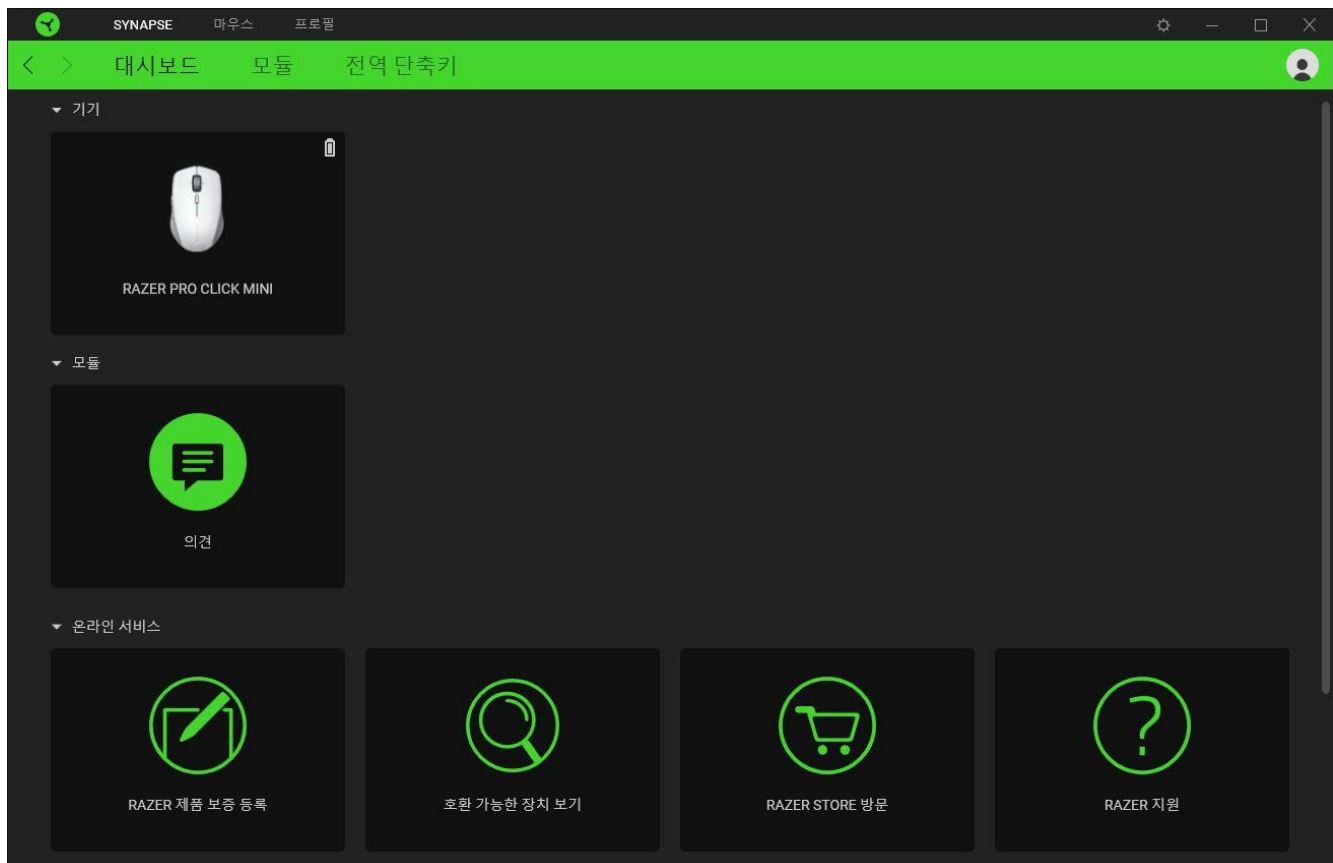 SYNAPSE 마우스 프로필
대시보드 모듈 전역 단축키
기기
RAZER PRO CLICK MINI
모듈
의견
온라인 서비스
RAZER 제품 보증 등록
호환 가능한 장치 보기
RAZER STORE 방문
RAZER 지원